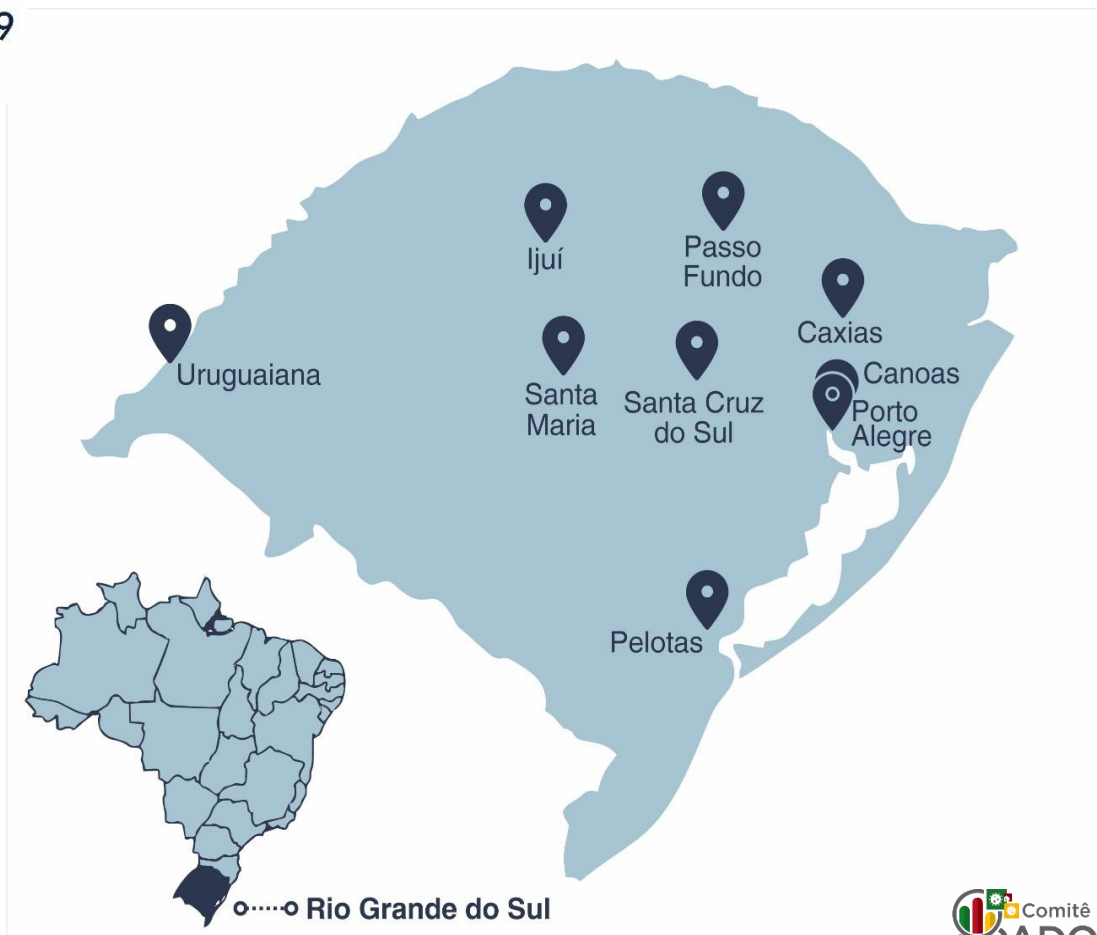 9
Ijuí
Passo
Fundo
Caxias
Uruguaiana
Santa
Maria
Santa Cruz
do Sul
Canoas
Porto
Alegre
Pelotas
Rio Grande do Sul
Comitê